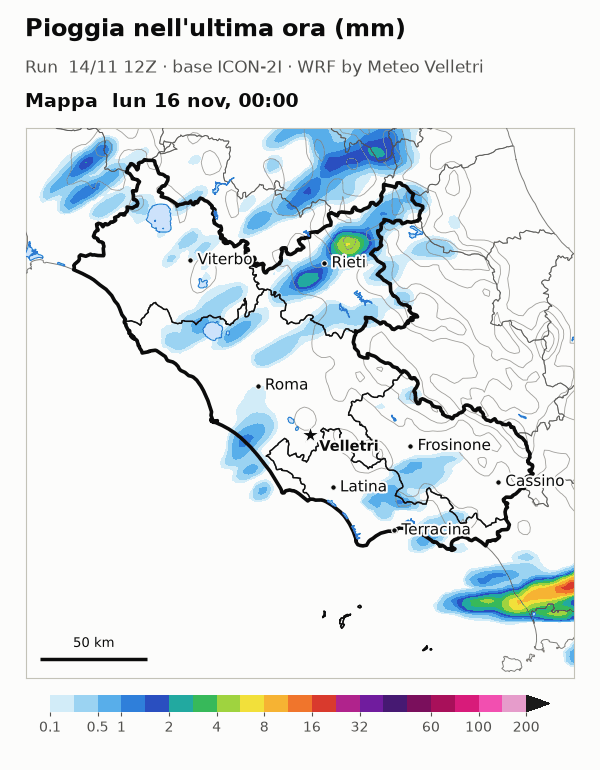 Pioggia nell'ultima ora (mm)
Run  14/11 12Z · base ICON-2I · WRF by Meteo Velletri
Mappa  lun 16 nov, 00:00
Viterbo
Rieti
Roma
Velletri
Frosinone
Latina
Cassino
Terracina
50 km
0.1 0.5 1 2 4 8 16 32 60 100 200